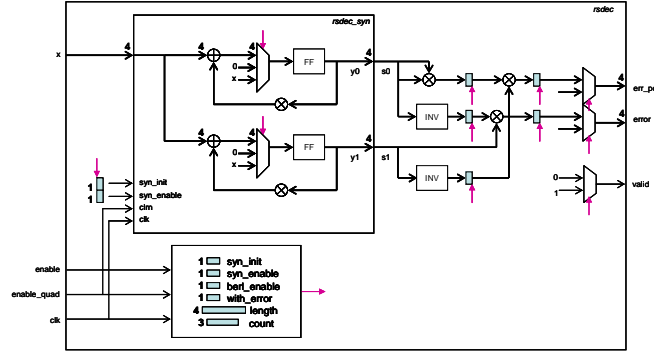 rsdec
rsdec_syn
x
4
4
4
0
x
FF
4
y0
s0
4
err_po
INV
4
error
4
4
0
x
FF
4
y1
s1
INV
0
1
valid
1
1
syn_init
syn_enable
clrn
clk
enable
enable_quad
clk
1 syn_init
1 syn_enable
1 berl_enable
1 with_error
4 length
3 count